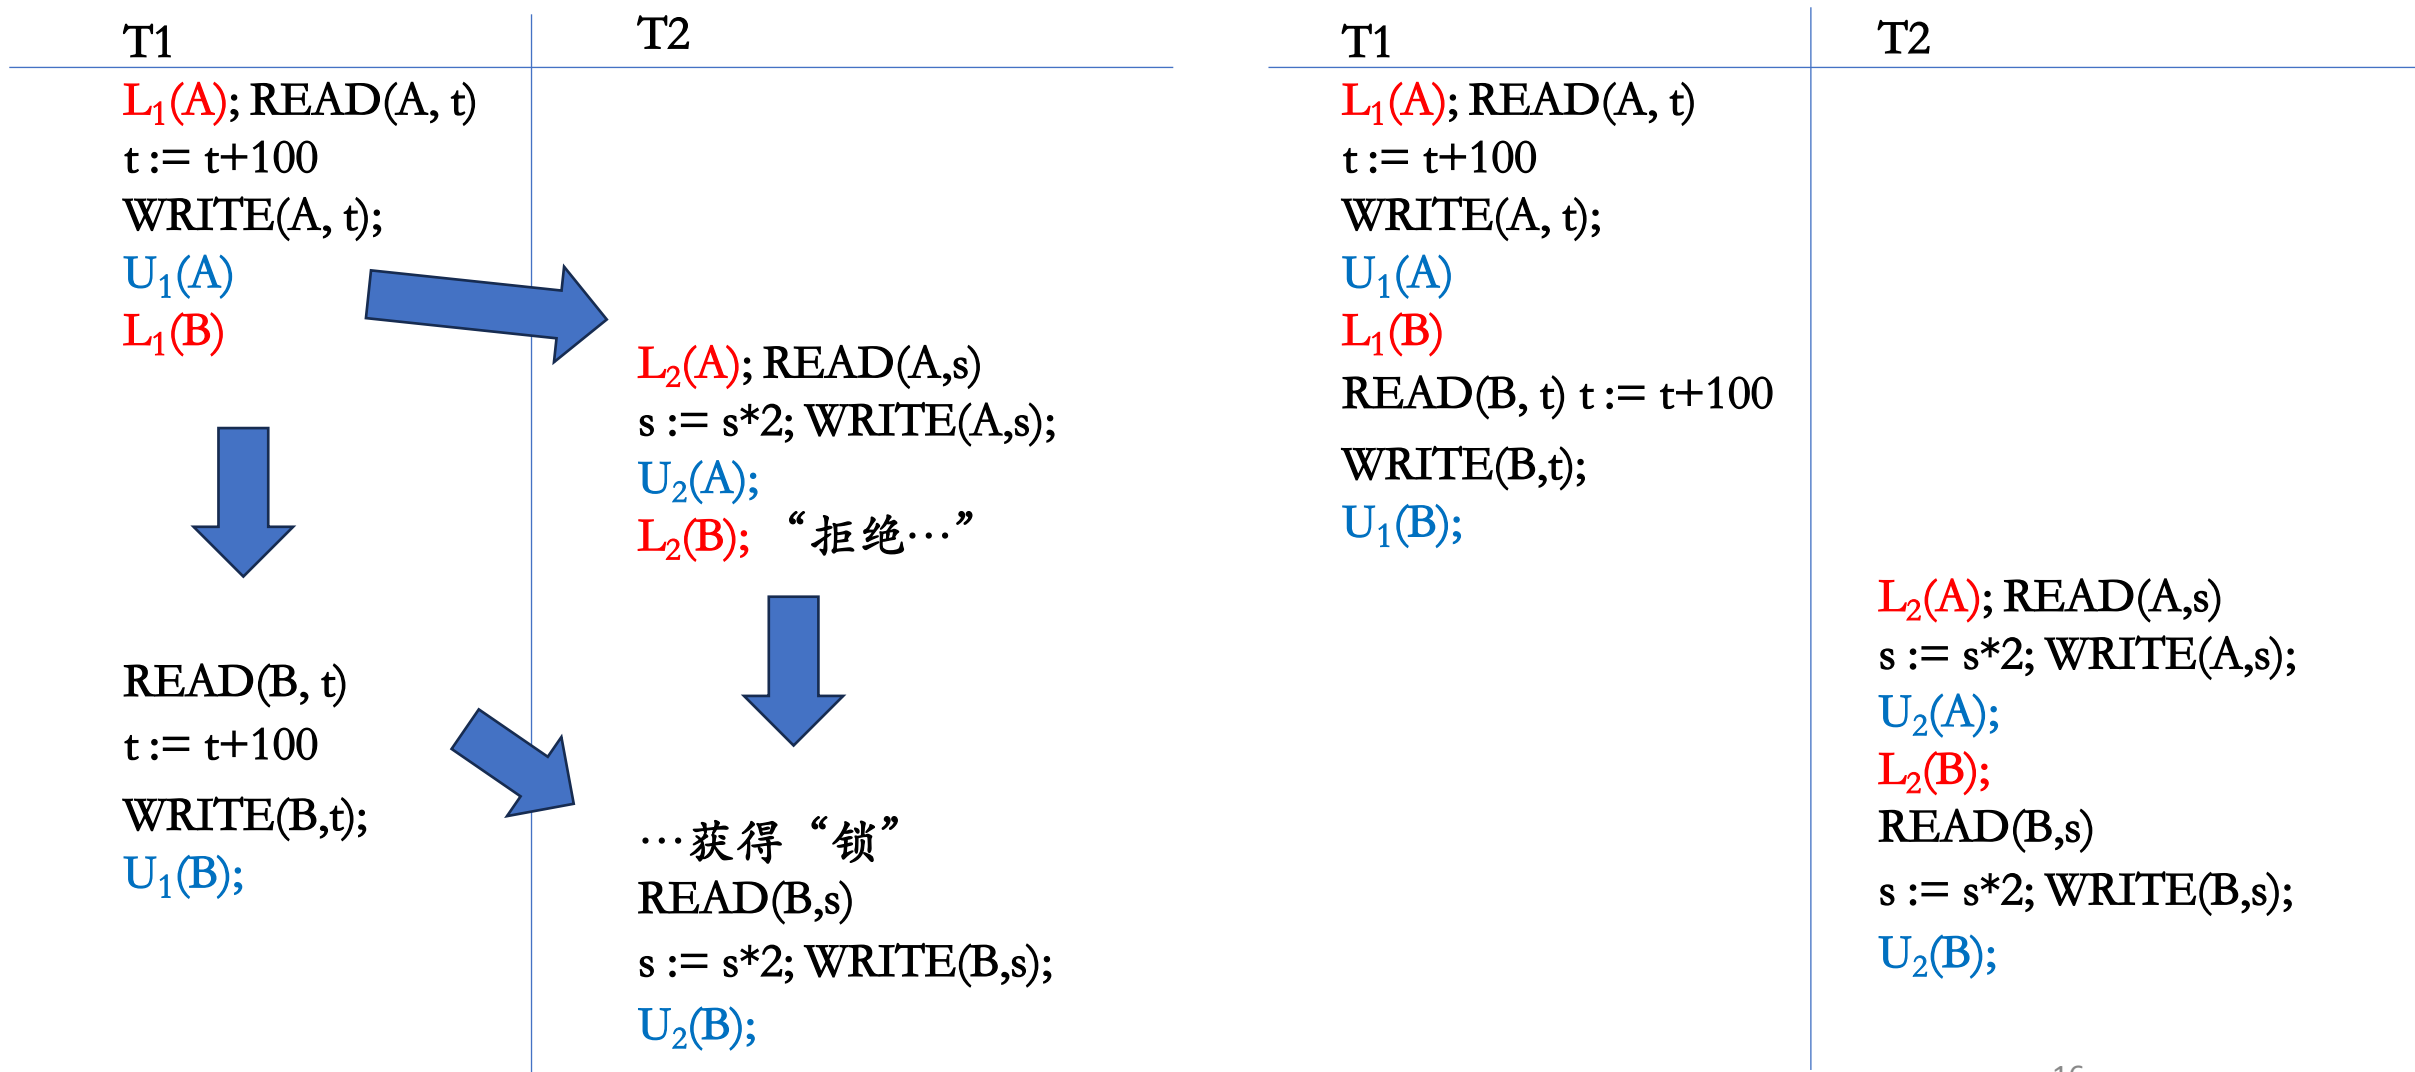 T1
T2
L₁(A); READ(A, t)
t := t+100
WRITE(A, t);
U₁(A)
L₁(B)
L₂(A); READ(A,s)
s := s*2; WRITE(A,s);
U₂(A);
L₂(B); “拒绝…”
READ(B, t)
t := t+100
WRITE(B,t);
U₁(B);
…获得“锁”
READ(B,s)
s := s*2; WRITE(B,s);
U₂(B);
T1
T2
L₁(A); READ(A, t)
t := t+100
WRITE(A, t);
U₁(A)
L₁(B)
READ(B, t) t := t+100
WRITE(B,t);
U₁(B);
L₂(A); READ(A,s)
s := s*2; WRITE(A,s);
U₂(A);
L₂(B);
READ(B,s)
s := s*2; WRITE(B,s);
U₂(B);